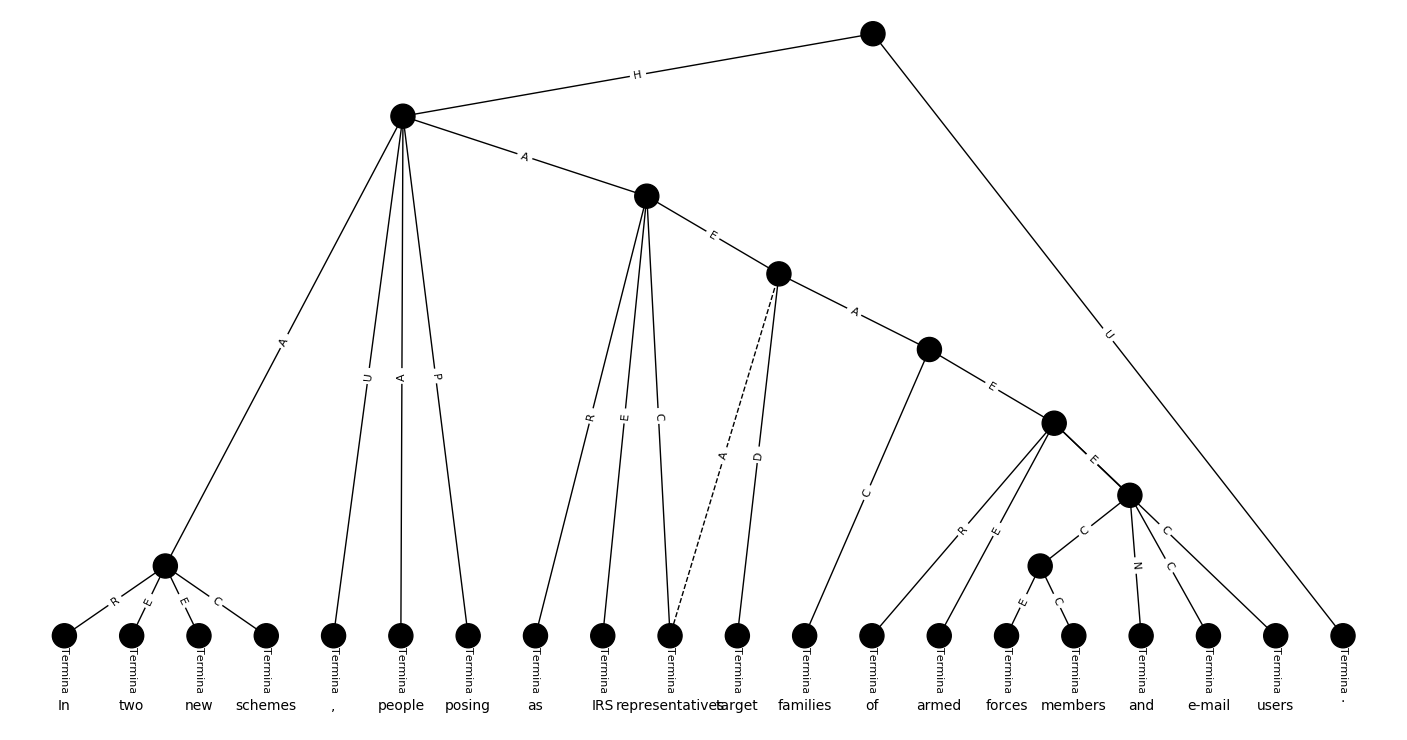 H
A
E
A
U
A
E
U
A
P
R
E
C
A
D
C
E
R
E
C
N
C
C
R
E
E
C
E
C
Termina Termina Termina Termina Termina Termina Termina Termina Termina Termina Termina Termina Termina Termina Termina Termina Termina Termina Termina Termina
In two new schemes , people posing as IRS representatives target families of armed forces members and e-mail users .